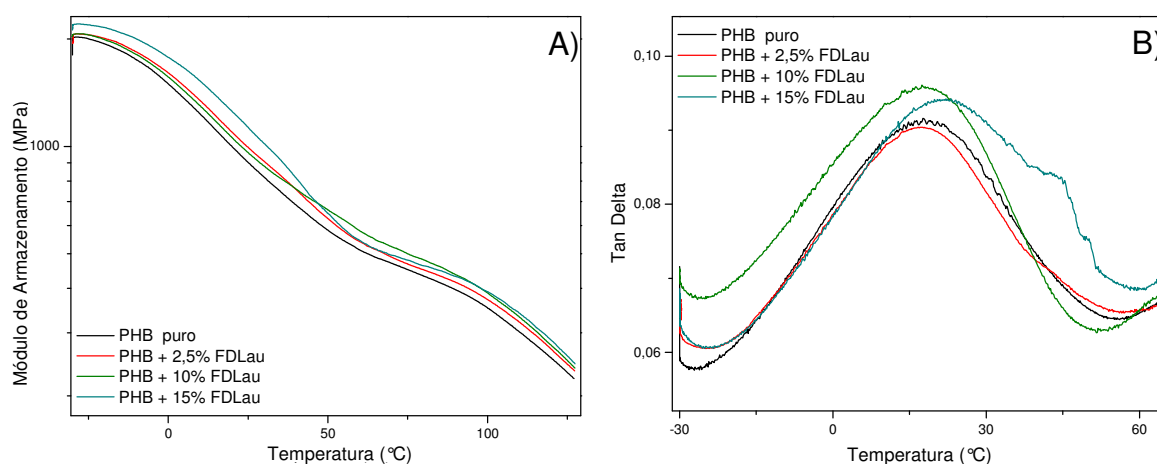 A)
Módulo de Armazenamento (MPa)
1000
PHB puro
PHB + 2,5% FDLau
PHB + 10% FDLau
PHB + 15% FDLau
0
50
100
Temperatura (°C)
B)
Tan Delta
0,10
0,08
0,06
PHB puro
PHB + 2,5% FDLau
PHB + 10% FDLau
PHB + 15% FDLau
-30
0
30
60
Temperatura (°C)